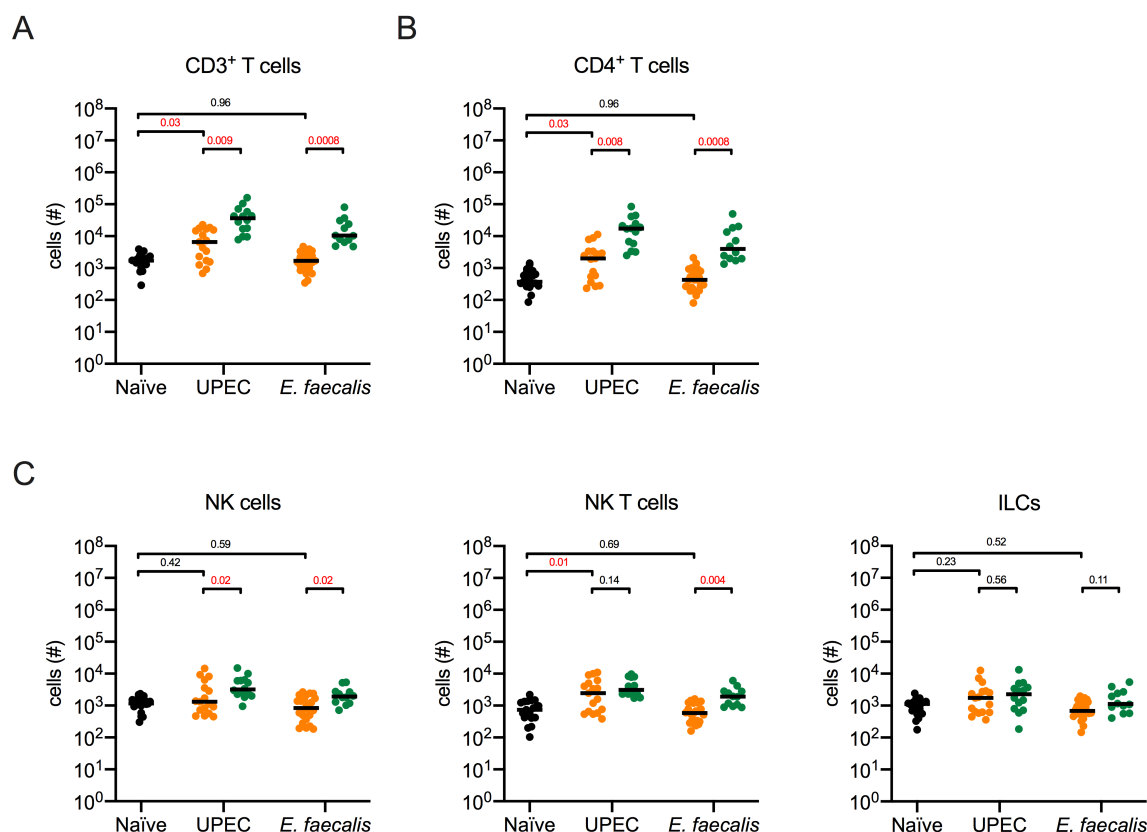 A
B
CD3⁺ T cells
CD4⁺ T cells
cells (#)
10⁸
10⁷
10⁶
10⁵
10⁴
10³
10²
10¹
10⁰
0.96
0.03
0.009
0.0008
Naïve
UPEC
E. faecalis
cells (#)
10⁸
10⁷
10⁶
10⁵
10⁴
10³
10²
10¹
10⁰
0.96
0.03
0.008
0.0008
Naïve
UPEC
E. faecalis
C
NK cells
cells (#)
10⁸
10⁷
10⁶
10⁵
10⁴
10³
10²
10¹
10⁰
0.59
0.42
0.02
0.02
Naïve
UPEC
E. faecalis
NK T cells
cells (#)
10⁸
10⁷
10⁶
10⁵
10⁴
10³
10²
10¹
10⁰
0.69
0.01
0.14
0.004
Naïve
UPEC
E. faecalis
ILCs
cells (#)
10⁸
10⁷
10⁶
10⁵
10⁴
10³
10²
10¹
10⁰
0.52
0.23
0.56
0.11
Naïve
UPEC
E. faecalis